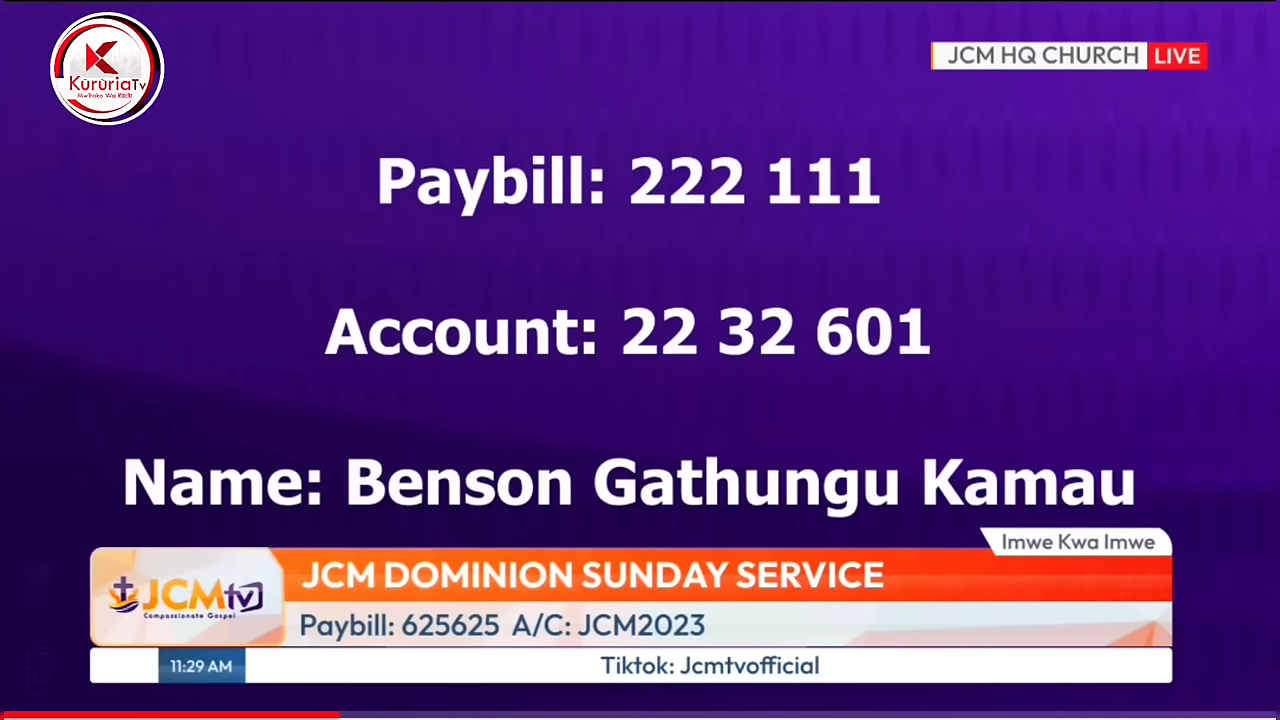 KũrũriaTv
JCM HQ CHURCH LIVE
Paybill: 222 111
Account: 22 32 601
Name: Benson Gathungu Kamau
Imwe Kwa Imwe
JCM DOMINION SUNDAY SERVICE
JCMtv
Compassionate Gospel
Paybill: 625625 A/C: JCM2023
11:29 AM
Tiktok: Jcmtvofficial